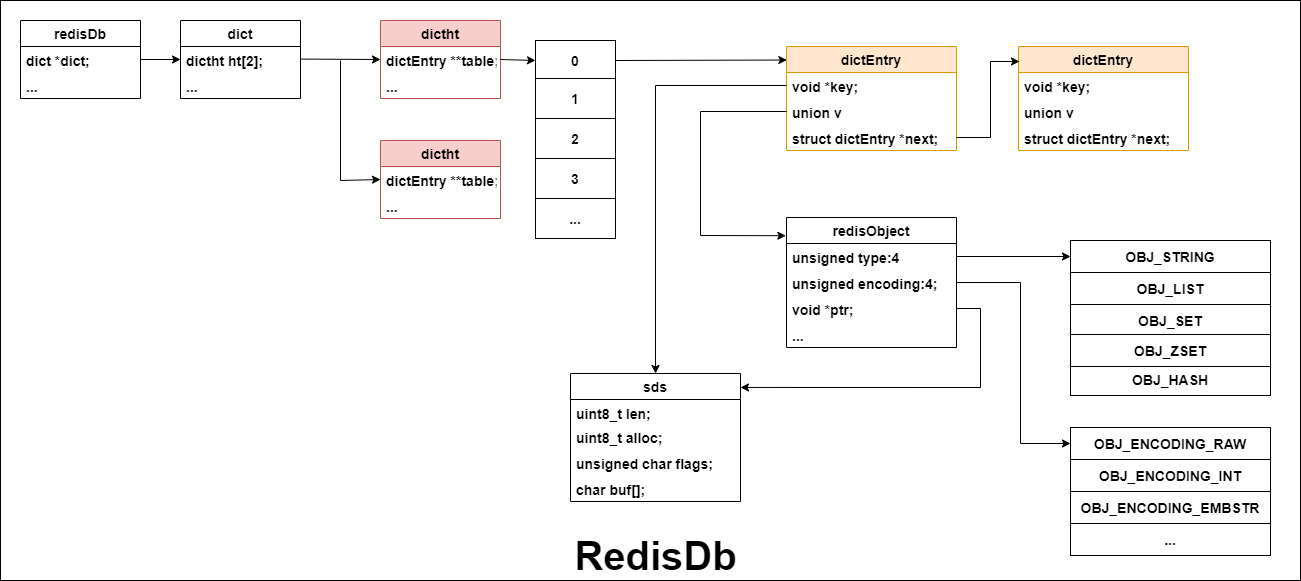 redisDb
dict *dict;
...
dict
dictht ht[2];
...
dictht
dictEntry **table;
...
dictht
dictEntry **table;
...
0
1
2
3
...
dictEntry
void *key;
union v
struct dictEntry *next;
dictEntry
void *key;
union v
struct dictEntry *next;
redisObject
unsigned type:4
unsigned encoding:4;
void *ptr;
...
OBJ_STRING
OBJ_LIST
OBJ_SET
OBJ_ZSET
OBJ_HASH
sds
uint8_t len;
uint8_t alloc;
unsigned char flags;
char buf[];
OBJ_ENCODING_RAW
OBJ_ENCODING_INT
OBJ_ENCODING_EMBSTR
...
RedisDb